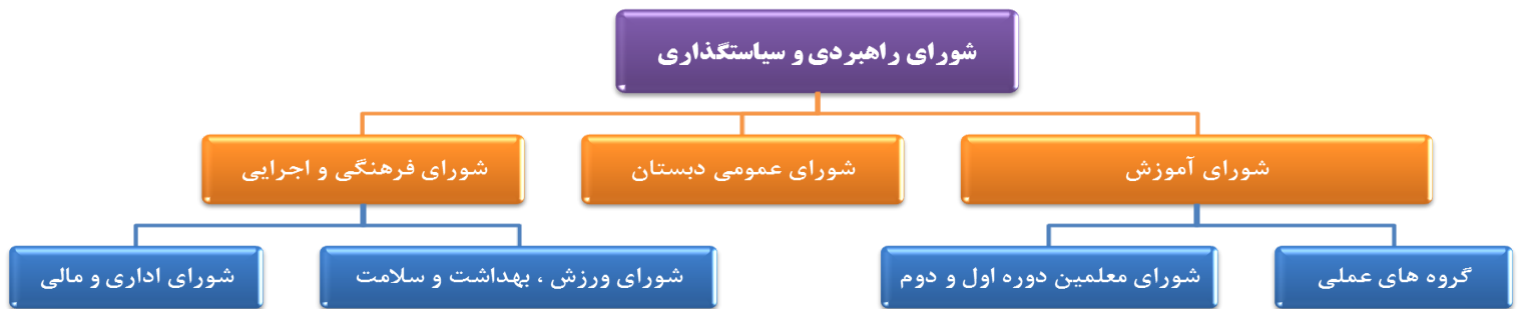 شورای راهبردی و سیاستگذاری
شورای آموزش
شورای عمومی دبستان
شورای فرهنگی و اجرایی
گروه های عملی
شورای معلمین دوره اول و دوم
شورای ورزش ، بهداشت و سلامت
شورای اداری و مالی